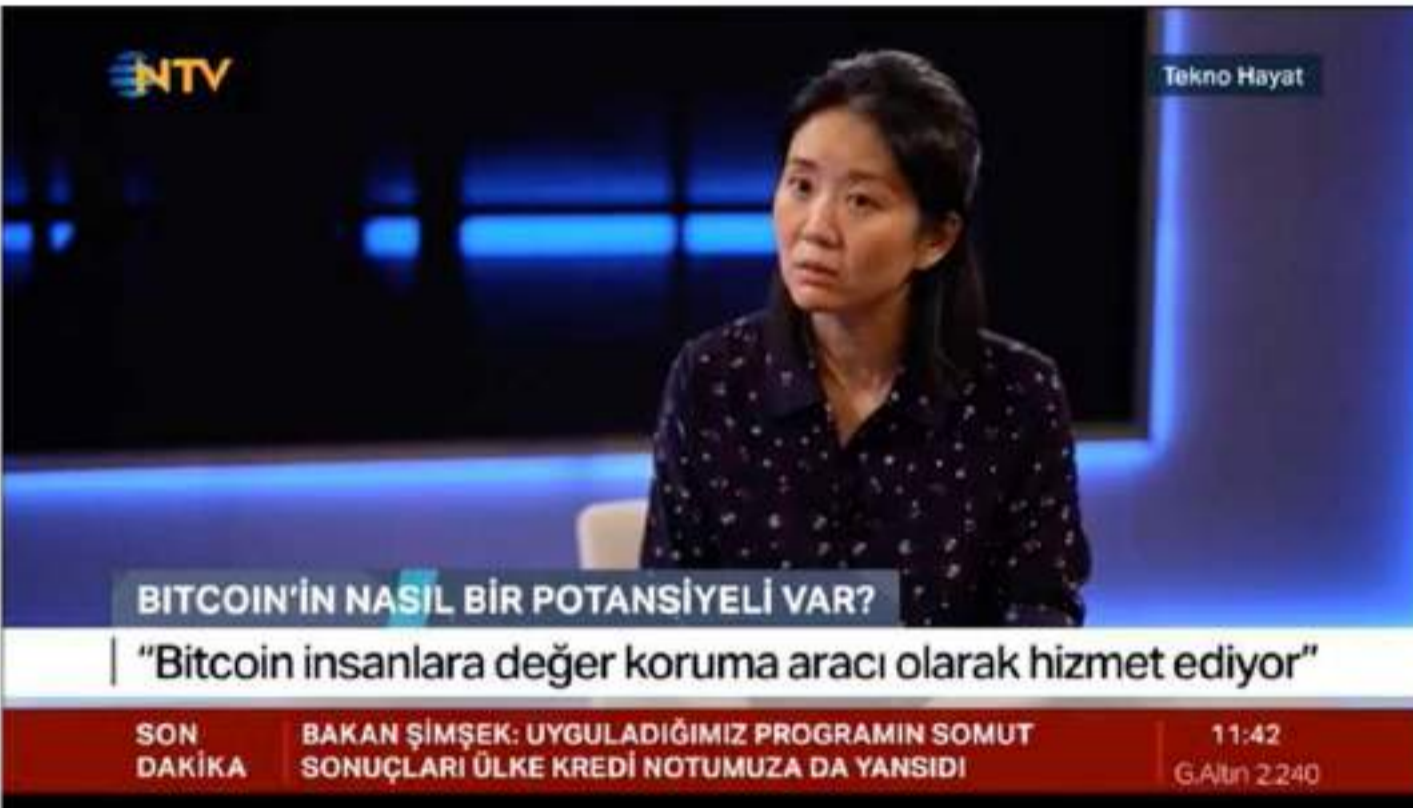 NTV
Tekno Hayat
BITCOIN'İN NASIL BİR POTANSİYELİ VAR?
"Bitcoin insanlara değer koruma aracı olarak hizmet ediyor"
SON DAKİKA
BAKAN ŞİMŞEK: UYGULADIĞIMIZ PROGRAMIN SOMUT
SONUÇLARI ÜLKE KREDİ NOTUMUZA DA YANSIDI
11:42
G.Altın 2.240